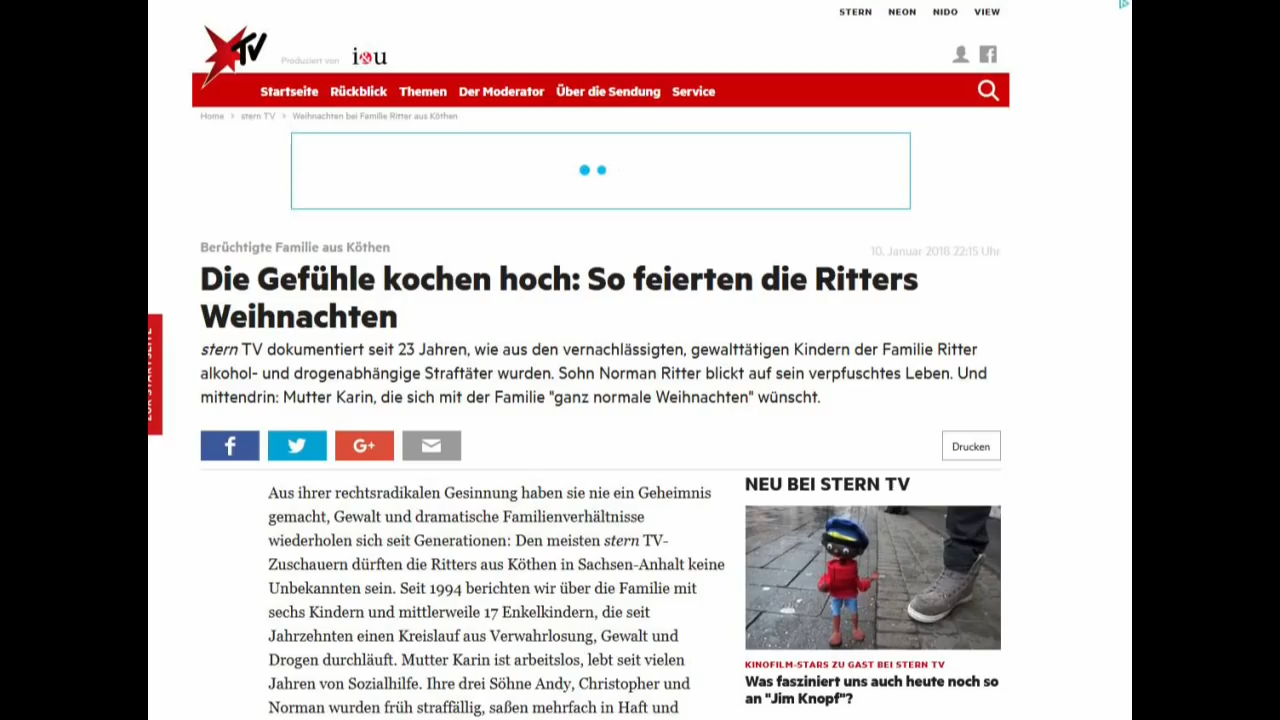 STERN NEON NIDO VIEW
TV
Produziert von i&u
Startseite Rückblick Themen Der Moderator Über die Sendung Service
Home > stern TV > Weihnachten bei Familie Ritter aus Köthen
Berüchtigte Familie aus Köthen
10. Januar 2018 22:15 Uhr
Die Gefühle kochen hoch: So feierten die Ritters
Weihnachten
stern TV dokumentiert seit 23 Jahren, wie aus den vernachlässigten, gewalttätigen Kindern der Familie Ritter
alkohol- und drogenabhängige Straftäter wurden. Sohn Norman Ritter blickt auf sein verpfuschtes Leben. Und
mittendrin: Mutter Karin, die sich mit der Familie "ganz normale Weihnachten" wünscht.
ZUR STARTSEITE
f G+ Drucken
Aus ihrer rechtsradikalen Gesinnung haben sie nie ein Geheimnis
gemacht, Gewalt und dramatische Familienverhältnisse
wiederholen sich seit Generationen: Den meisten stern TV-
Zuschauern dürften die Ritters aus Köthen in Sachsen-Anhalt keine
Unbekannten sein. Seit 1994 berichten wir über die Familie mit
sechs Kindern und mittlerweile 17 Enkelkindern, die seit
Jahrzehnten einen Kreislauf aus Verwahrlosung, Gewalt und
Drogen durchläuft. Mutter Karin ist arbeitslos, lebt seit vielen
Jahren von Sozialhilfe. Ihre drei Söhne Andy, Christopher und
Norman wurden früh straffällig, saßen mehrfach in Haft und
NEU BEI STERN TV
KINOFILM-STARS ZU GAST BEI STERN TV
Was fasziniert uns auch heute noch so
an "Jim Knopf"?